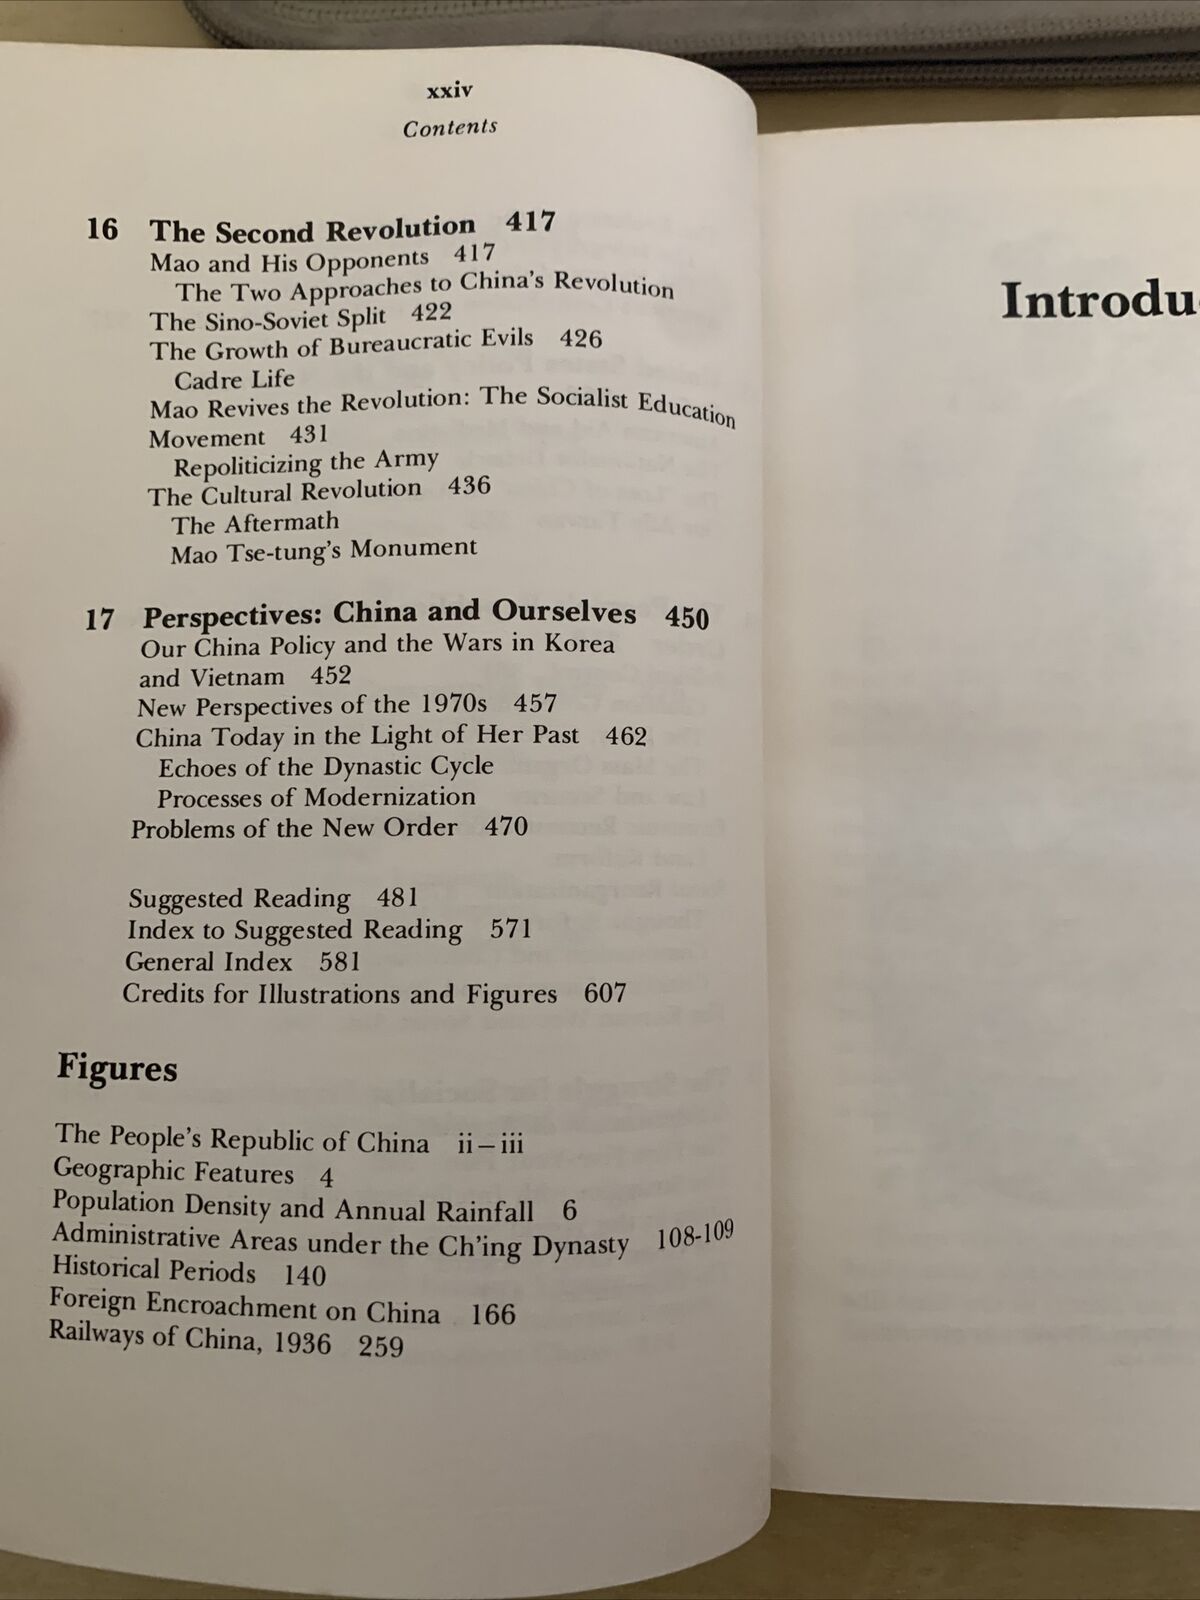 xxiv
Contents
16 The Second Revolution 417
Mao and His Opponents 417
The Two Approaches to China's Revolution
The Sino-Soviet Split 422
The Growth of Bureaucratic Evils 426
Cadre Life
Mao Revives the Revolution: The Socialist Education
Movement 431
Repoliticizing the Army
The Cultural Revolution 436
The Aftermath
Mao Tse-tung's Monument
17 Perspectives: China and Ourselves 450
Our China Policy and the Wars in Korea
and Vietnam 452
New Perspectives of the 1970s 457
China Today in the Light of Her Past 462
Echoes of the Dynastic Cycle
Processes of Modernization
Problems of the New Order 470
Suggested Reading 481
Index to Suggested Reading 571
General Index 581
Credits for Illustrations and Figures 607
Figures
The People's Republic of China ii–iii
Geographic Features 4
Population Density and Annual Rainfall 6
Administrative Areas under the Ch'ing Dynasty 108-109
Historical Periods 140
Foreign Encroachment on China 166
Railways of China, 1936 259
Introdu